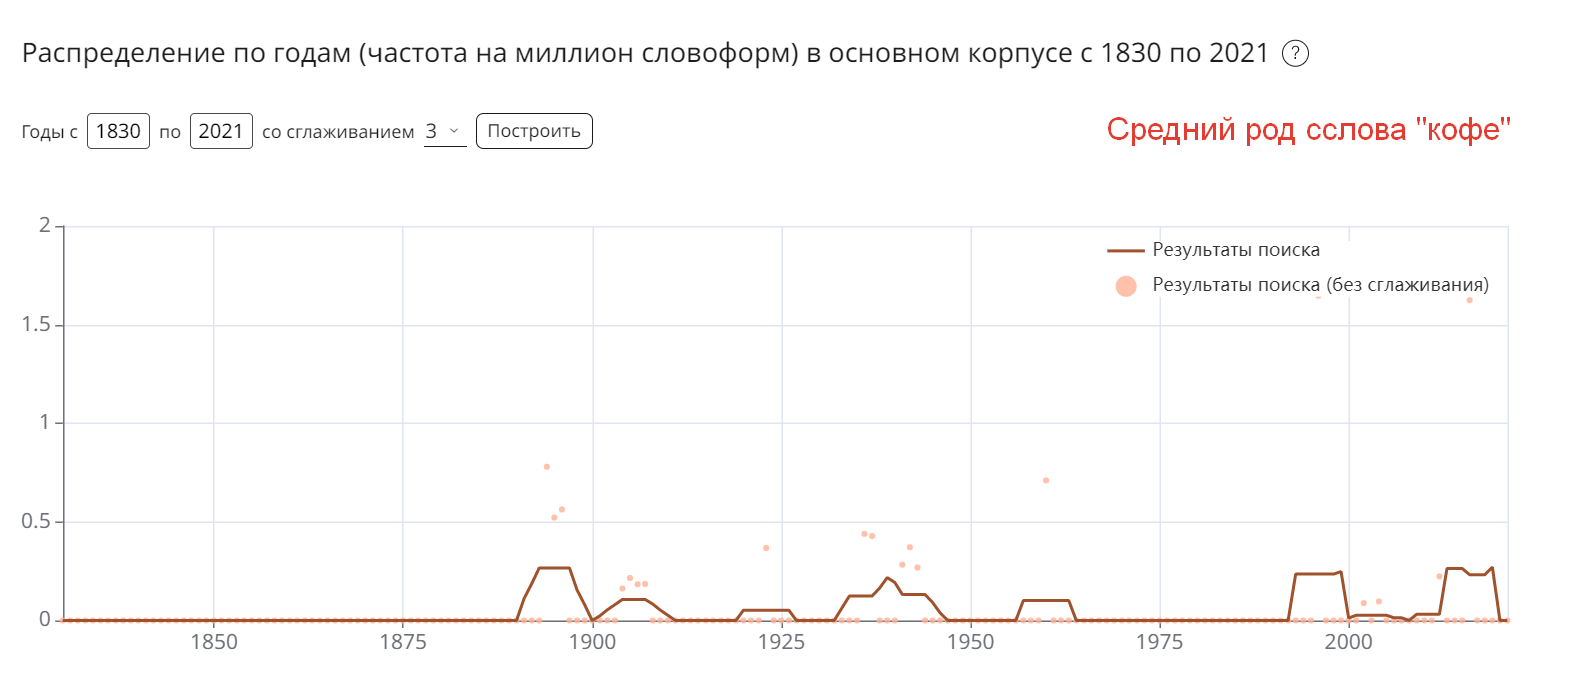 Распределение по годам (частота на миллион словоформ) в основном корпусе с 1830 по 2021 ?
Годы с 1830 по 2021 со сглаживанием 3 Построить
Средний род сслова "кофе"
Результаты поиска
Результаты поиска (без сглаживания)
2
1.5
1
0.5
0
1850 1875 1900 1925 1950 1975 2000